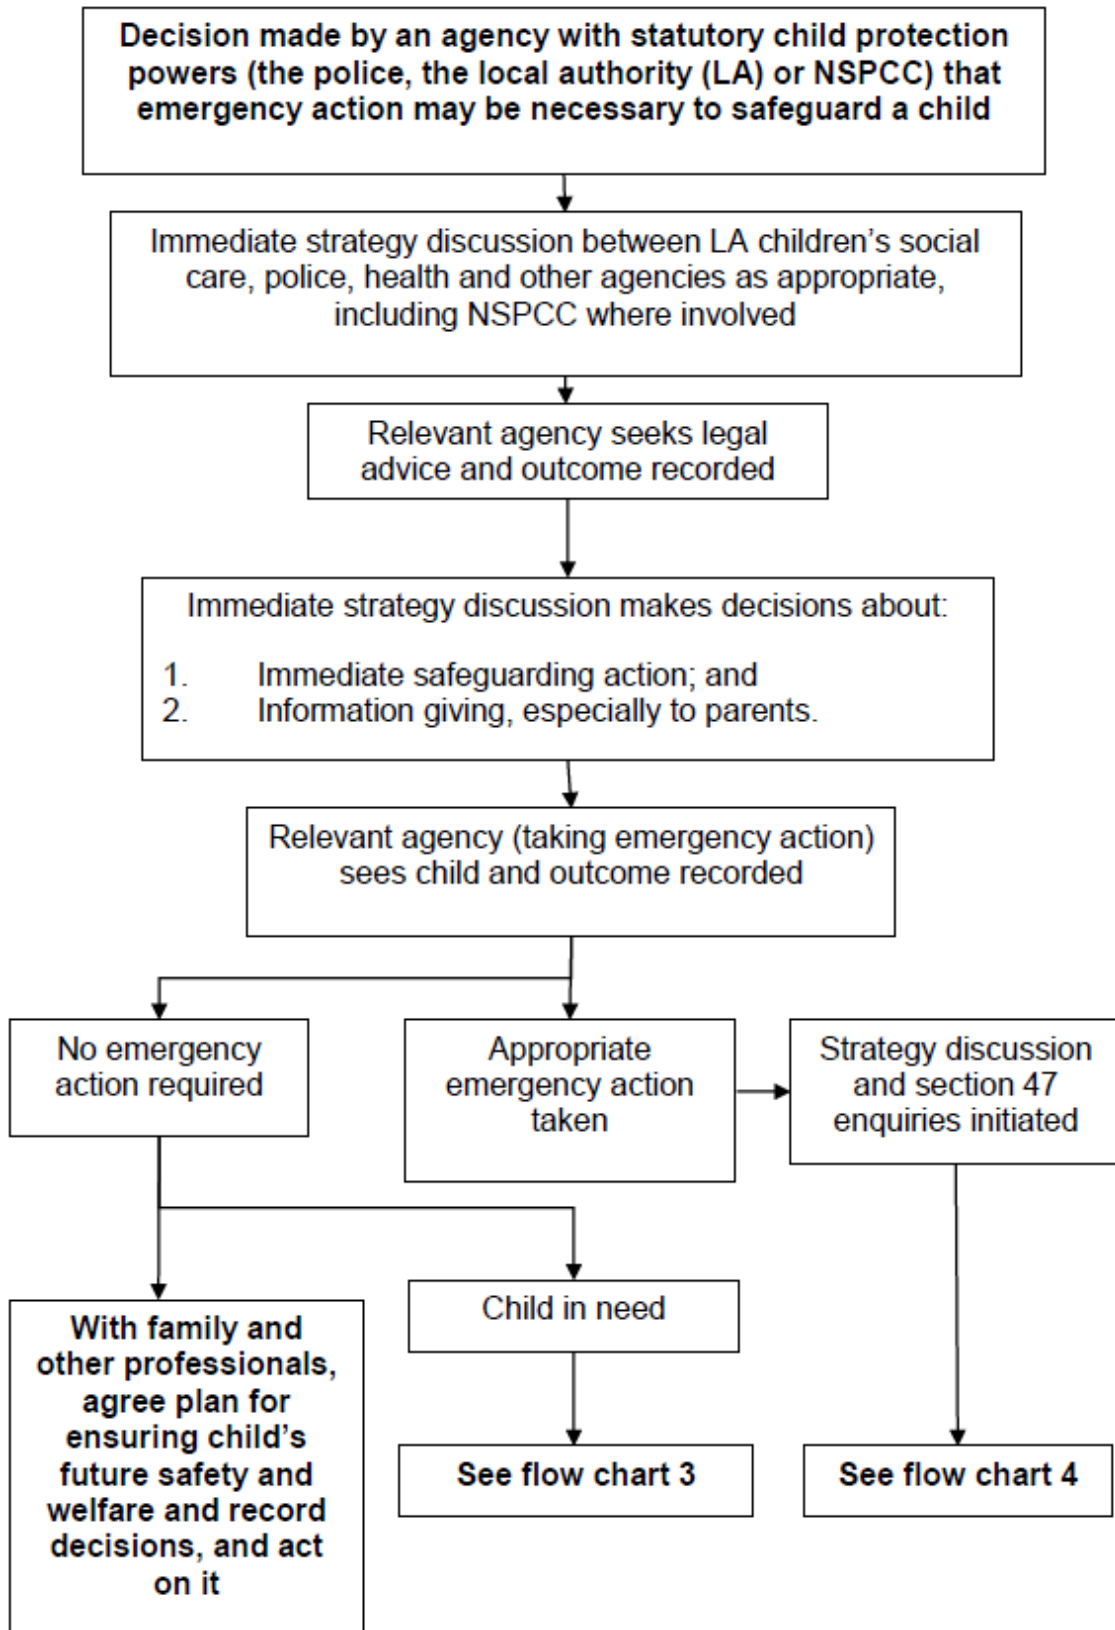 Decision made by an agency with statutory child protection
powers (the police, the local authority (LA) or NSPCC) that
emergency action may be necessary to safeguard a child
Immediate strategy discussion between LA children's social
care, police, health and other agencies as appropriate,
including NSPCC where involved
Relevant agency seeks legal
advice and outcome recorded
Immediate strategy discussion makes decisions about:
1. Immediate safeguarding action; and
2. Information giving, especially to parents.
Relevant agency (taking emergency action)
sees child and outcome recorded
No emergency
action required
Appropriate
emergency action
taken
Strategy discussion
and section 47
enquiries initiated
With family and
other professionals,
agree plan for
ensuring child's
future safety and
welfare and record
decisions, and act
on it
Child in need
See flow chart 3
See flow chart 4